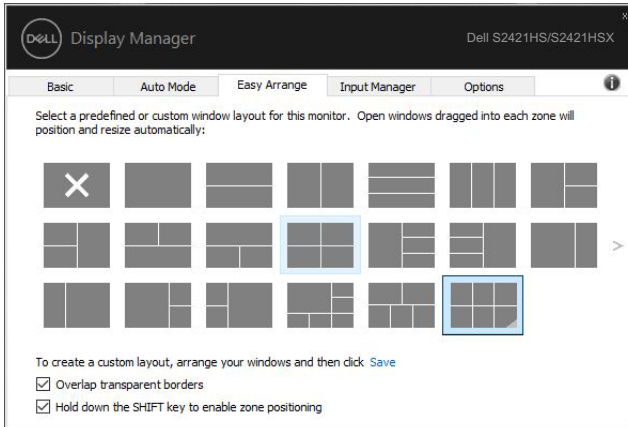 x
DELL Display Manager
Dell S2421HS/S2421HSX
Basic Auto Mode Easy Arrange Input Manager Options
Select a predefined or custom window layout for this monitor. Open windows dragged into each zone will
position and resize automatically:
To create a custom layout, arrange your windows and then click Save
Overlap transparent borders
Hold down the SHIFT key to enable zone positioning